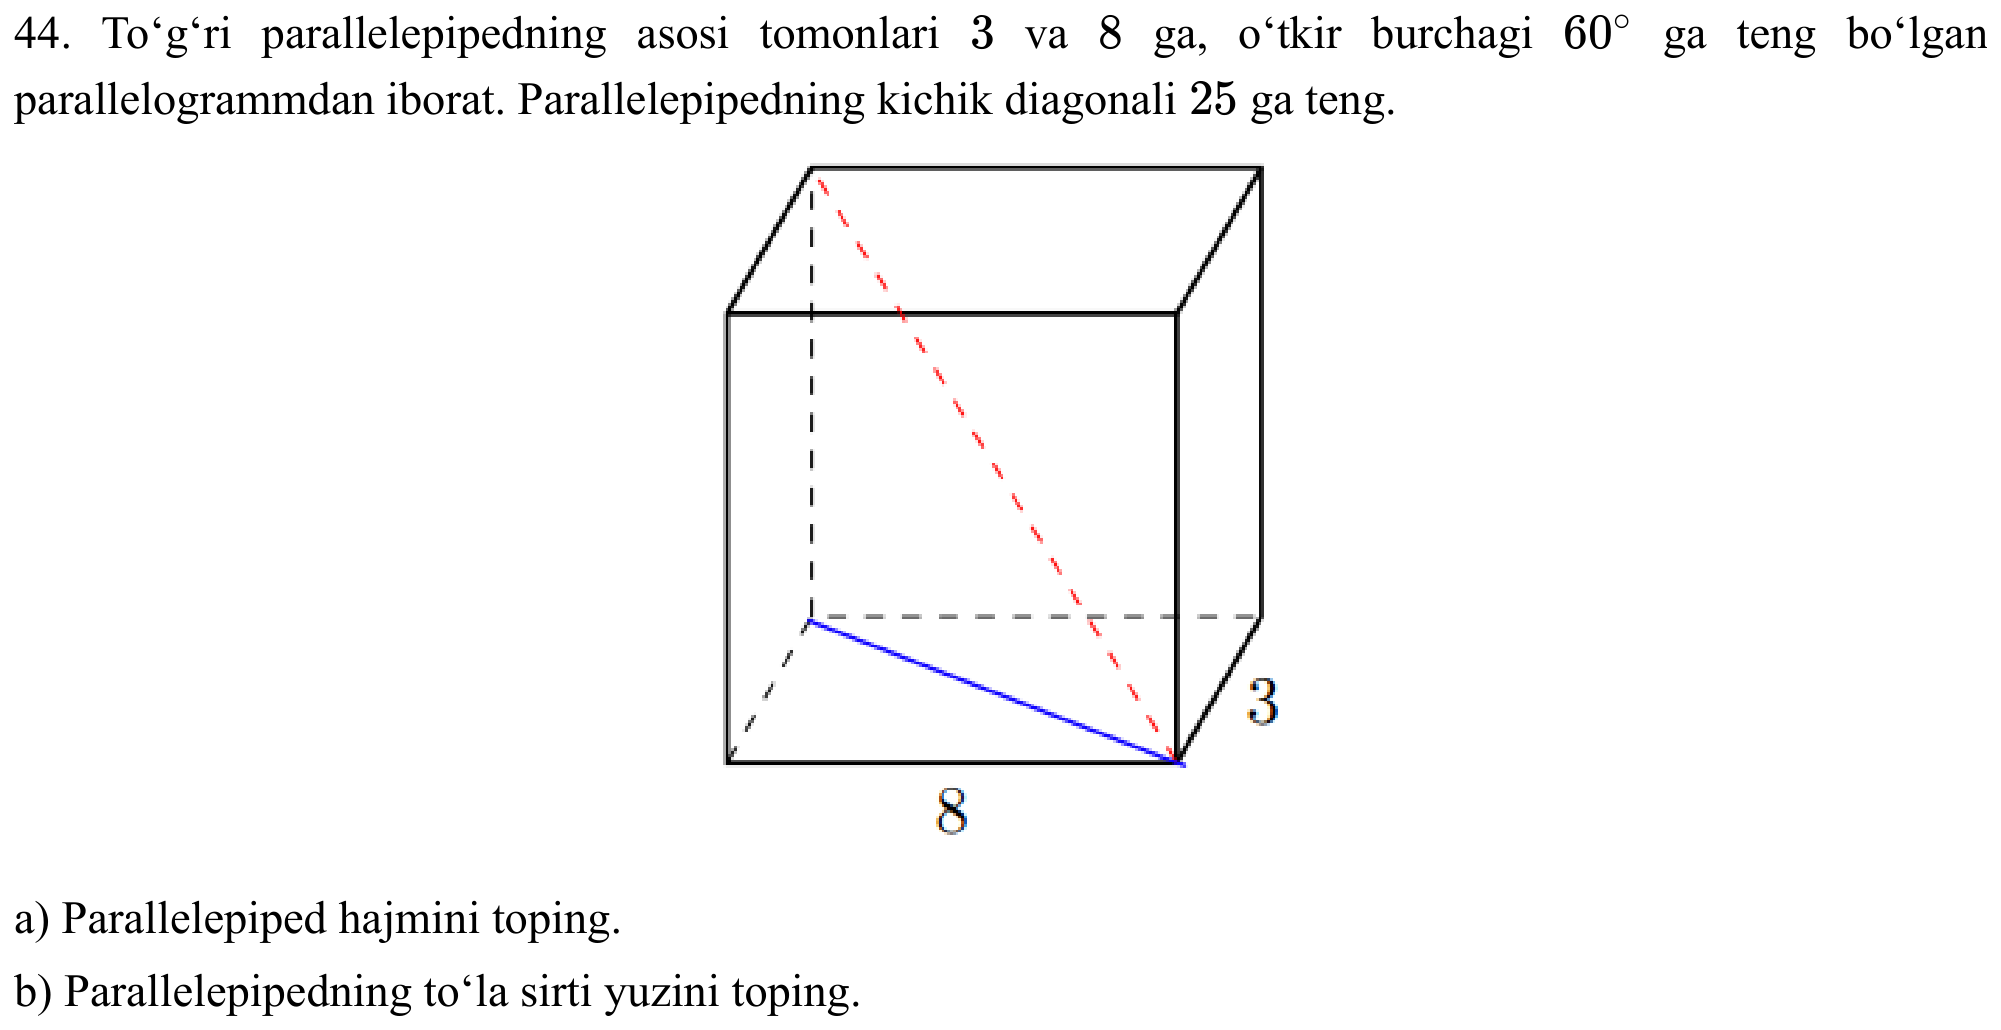 44. To‘g‘ri parallelepipedning asosi tomonlari 3 va 8 ga, o‘tkir burchagi 60° ga teng bo‘lgan
parallelogrammdan iborat. Parallelepipedning kichik diagonali 25 ga teng.
3
8
a) Parallelepiped hajmini toping.
b) Parallelepipedning to‘la sirti yuzini toping.